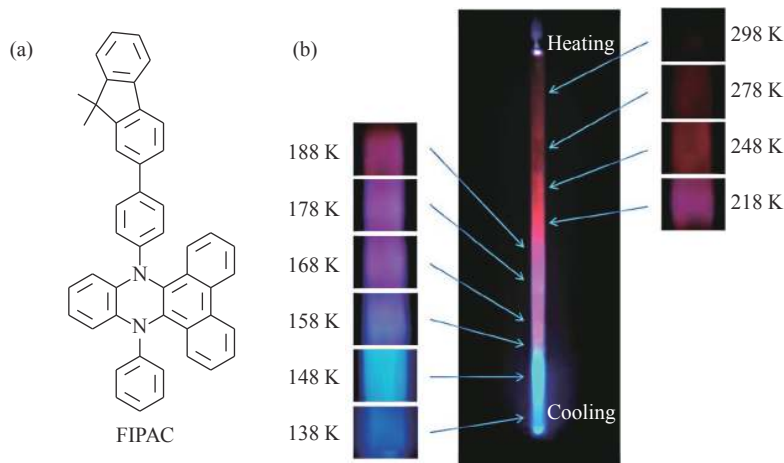 (a)
N
N
FIPAC
(b)
Heating
Cooling
188 K
178 K
168 K
158 K
148 K
138 K
298 K
278 K
248 K
218 K